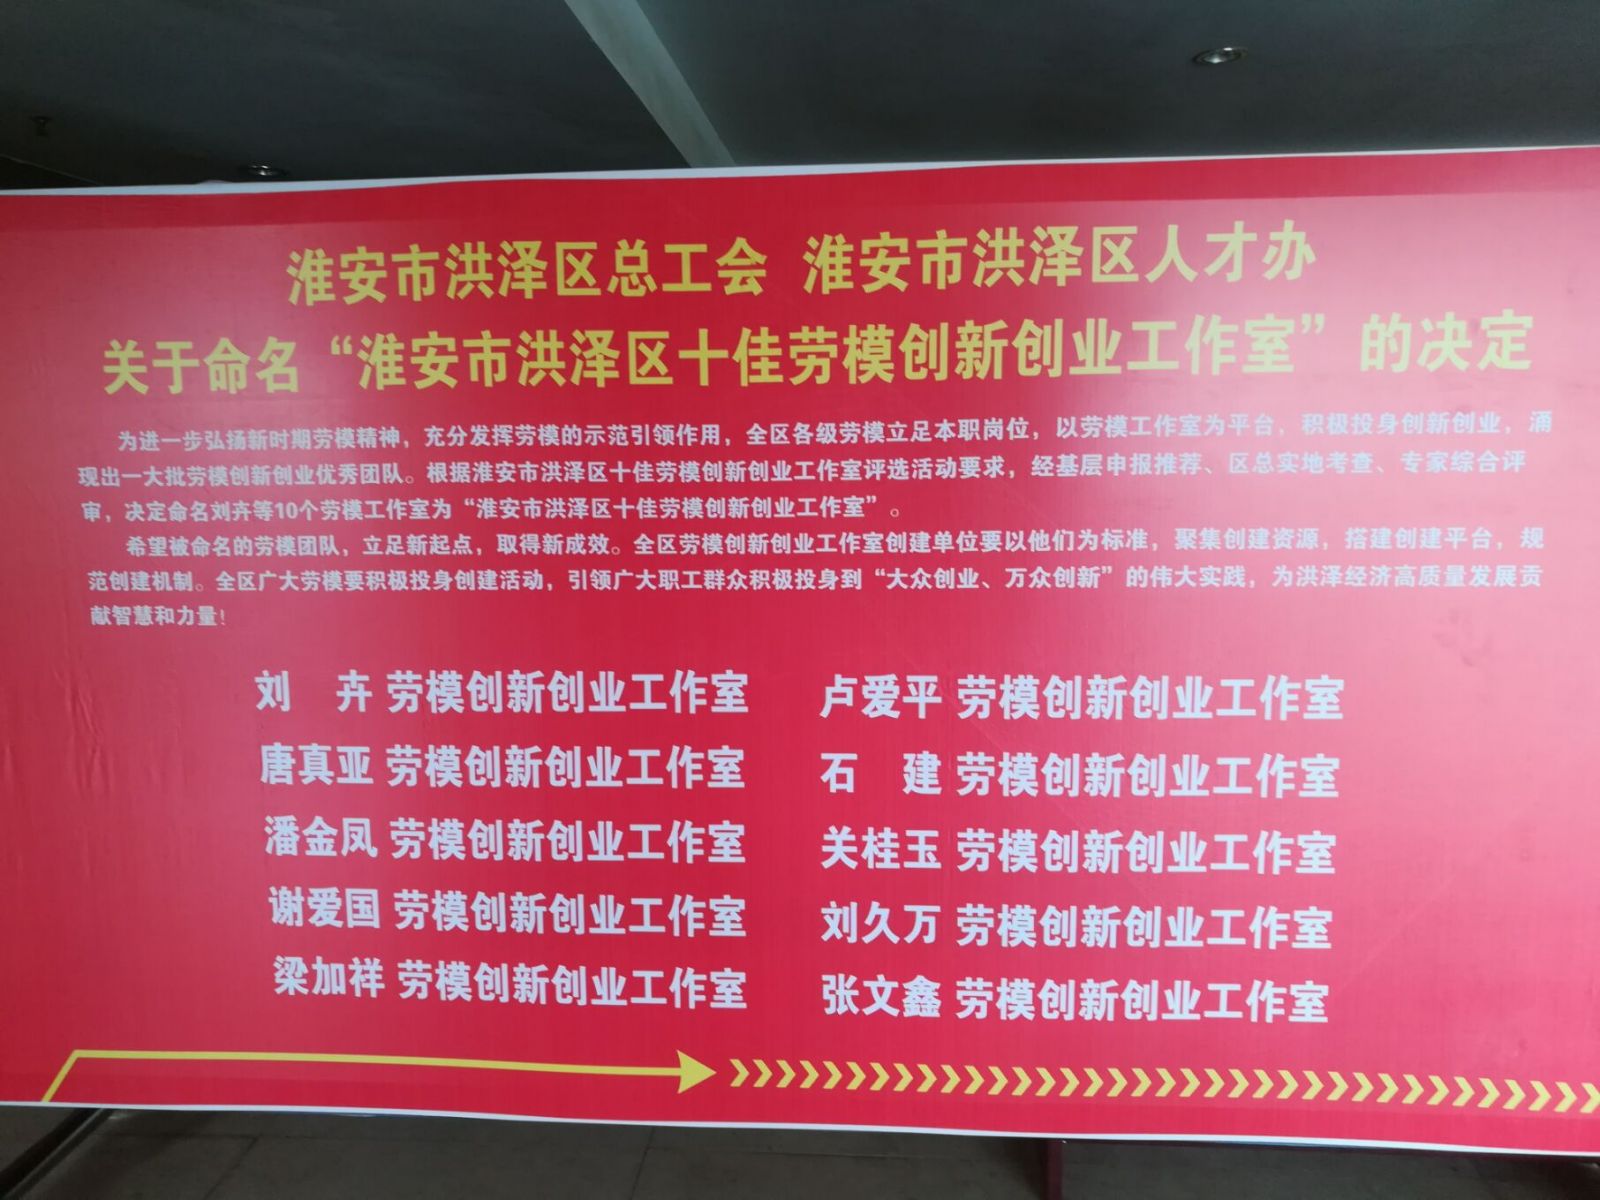 淮安市洪泽区总工会 淮安市洪泽区人才办
关于命名“淮安市洪泽区十佳劳模创新创业工作室”的决定
为进一步弘扬新时期劳模精神，充分发挥劳模的示范引领作用，全区各级劳模立足本职岗位，以劳模工作室为平台，积极投身创新创业，涌
现出一大批劳模创新创业优秀团队。根据淮安市洪泽区十佳劳模创新创业工作室评选活动要求，经基层申报推荐、区总实地考查、专家综合评
审，决定命名刘卉等10个劳模工作室为“淮安市洪泽区十佳劳模创新创业工作室”。
希望被命名的劳模团队，立足新起点，取得新成效。全区劳模创新创业工作室创建单位要以他们为标准，聚集创建资源，搭建创建平台，规
范创建机制。全区广大劳模要积极投身创建活动，引领广大职工群众积极投身到“大众创业、万众创新”的伟大实践，为洪泽经济高质量发展贡
献智慧和力量！
刘 卉 劳模创新创业工作室 卢爱平 劳模创新创业工作室
唐真亚 劳模创新创业工作室 石 建 劳模创新创业工作室
潘金凤 劳模创新创业工作室 关桂玉 劳模创新创业工作室
谢爱国 劳模创新创业工作室 刘久万 劳模创新创业工作室
梁加祥 劳模创新创业工作室 张文鑫 劳模创新创业工作室